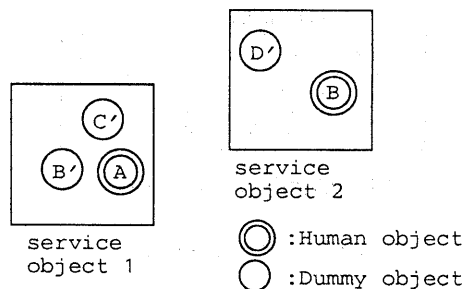 C′
B′ A
service
object 1
D′
B
service
object 2
:Human object
:Dummy object